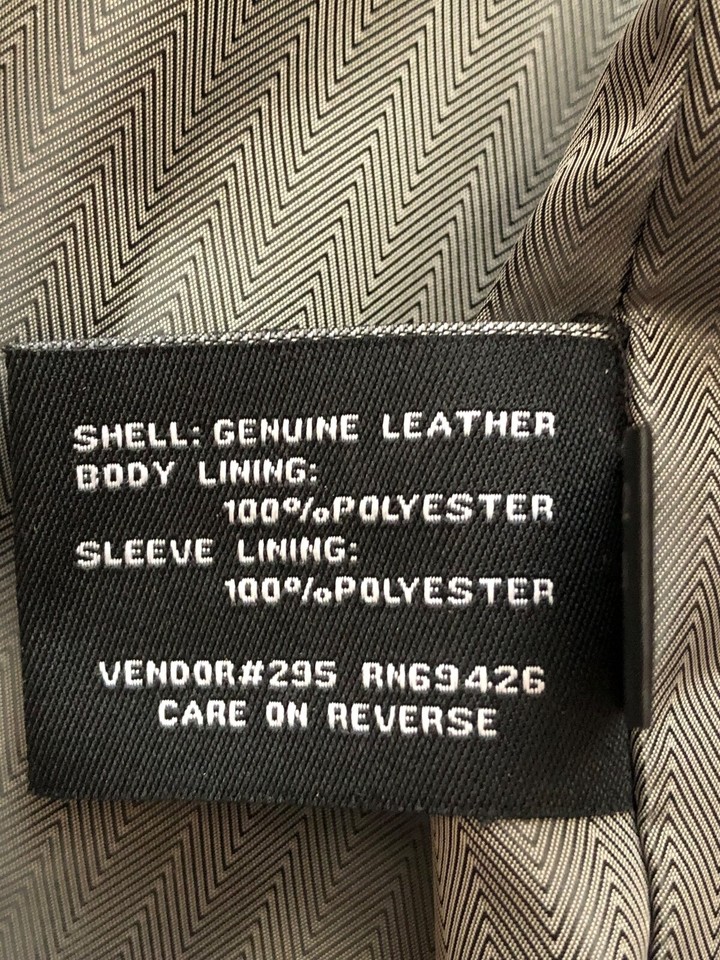 SHELL: GENUINE LEATHER
BODY LINING:
100%POLYESTER
SLEEVE LINING:
100%POLYESTER
VENDOR#295 RN69426
CARE ON REVERSE